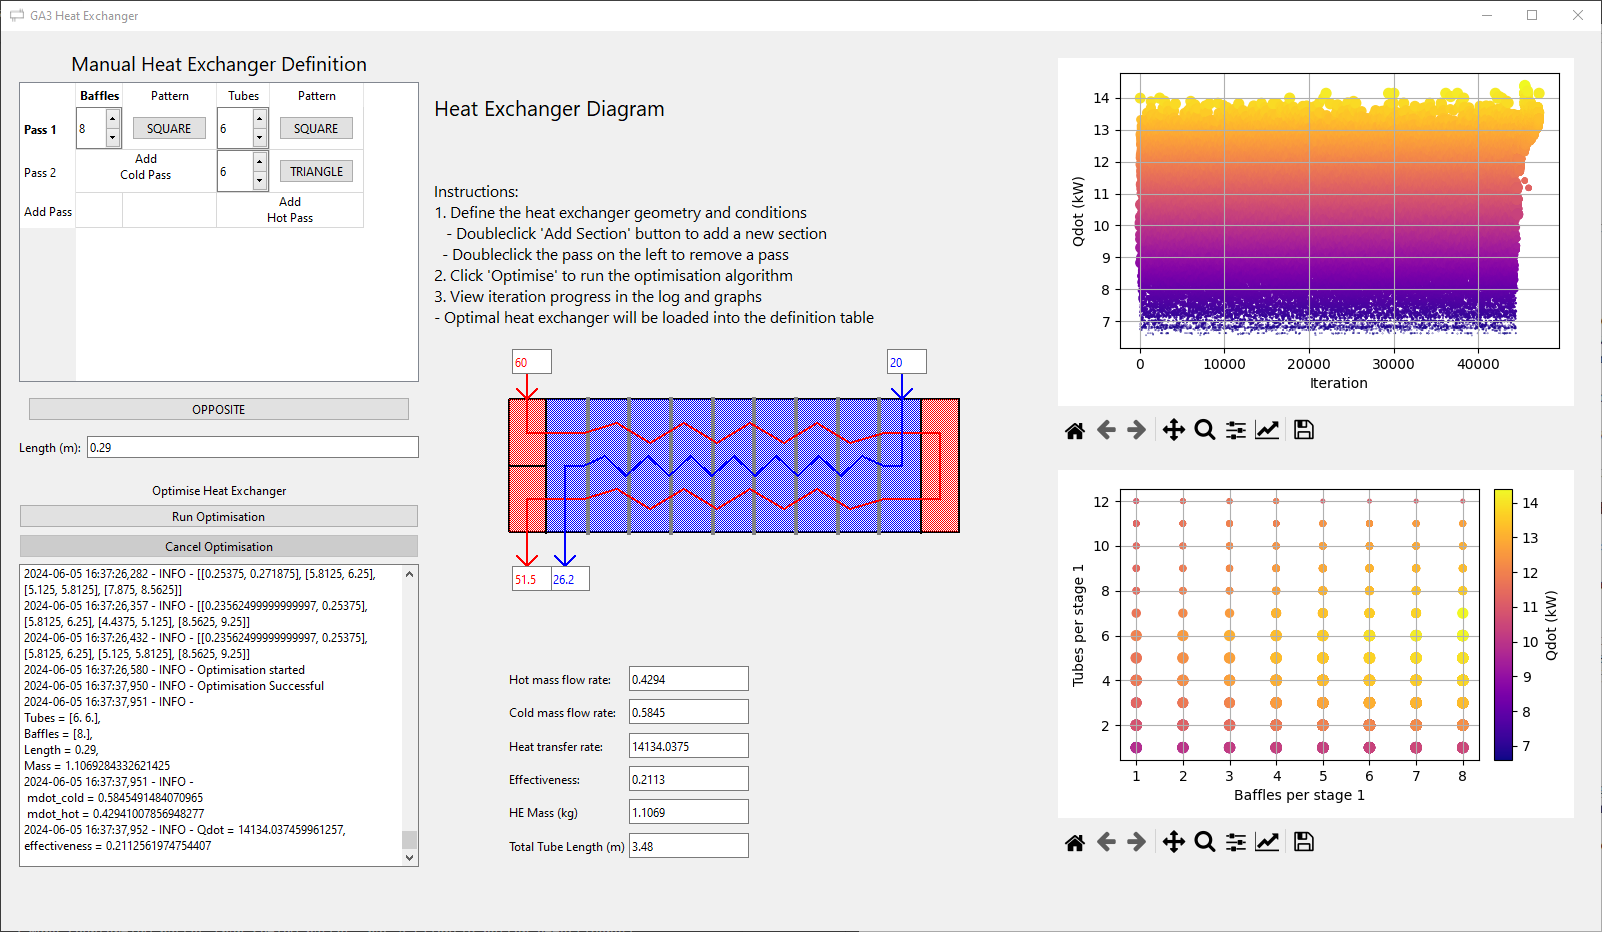 GA3 Heat Exchanger
Manual Heat Exchanger Definition
Baffles Pattern Tubes Pattern
Pass 1 8 SQUARE 6 SQUARE
Pass 2 Add Cold Pass 6 TRIANGLE
Add Pass Add Hot Pass
OPPOSITE
Length (m): 0.29
Optimise Heat Exchanger
Run Optimisation
Cancel Optimisation
2024-06-05 16:37:26,282 - INFO - [[0.25375, 0.271875], [5.8125, 6.25],
[5.125, 5.8125], [7.875, 8.5625]]
2024-06-05 16:37:26,357 - INFO - [[0.23562499999999997, 0.25375],
[5.8125, 6.25], [4.4375, 5.125], [8.5625, 9.25]]
2024-06-05 16:37:26,432 - INFO - [[0.23562499999999997, 0.25375],
[5.8125, 6.25], [5.125, 5.8125], [8.5625, 9.25]]
2024-06-05 16:37:26,580 - INFO - Optimisation started
2024-06-05 16:37:37,950 - INFO - Optimisation Successful
2024-06-05 16:37:37,951 - INFO -
Tubes = [6. 6.],
Baffles = [8.],
Length = 0.29,
Mass = 1.1069284332621425
2024-06-05 16:37:37,951 - INFO -
mdot_cold = 0.5845491484070965
mdot_hot = 0.42941007856948277
2024-06-05 16:37:37,952 - INFO - Qdot = 14134.037459961257,
effectiveness = 0.2112561974754407
Heat Exchanger Diagram
Instructions:
1. Define the heat exchanger geometry and conditions
- Doubleclick 'Add Section' button to add a new section
- Doubleclick the pass on the left to remove a pass
2. Click 'Optimise' to run the optimisation algorithm
3. View iteration progress in the log and graphs
- Optimal heat exchanger will be loaded into the definition table
60 20
51.5 26.2
Hot mass flow rate: 0.4294
Cold mass flow rate: 0.5845
Heat transfer rate: 14134.0375
Effectiveness: 0.2113
HE Mass (kg) 1.1069
Total Tube Length (m) 3.48
Qdot (kW)
14
13
12
11
10
9
8
7
0 10000 20000 30000 40000
Iteration
Tubes per stage 1
12
10
8
6
4
2
1 2 3 4 5 6 7 8
Baffles per stage 1
14
13
12
11
10
9
8
7
Qdot (kW)